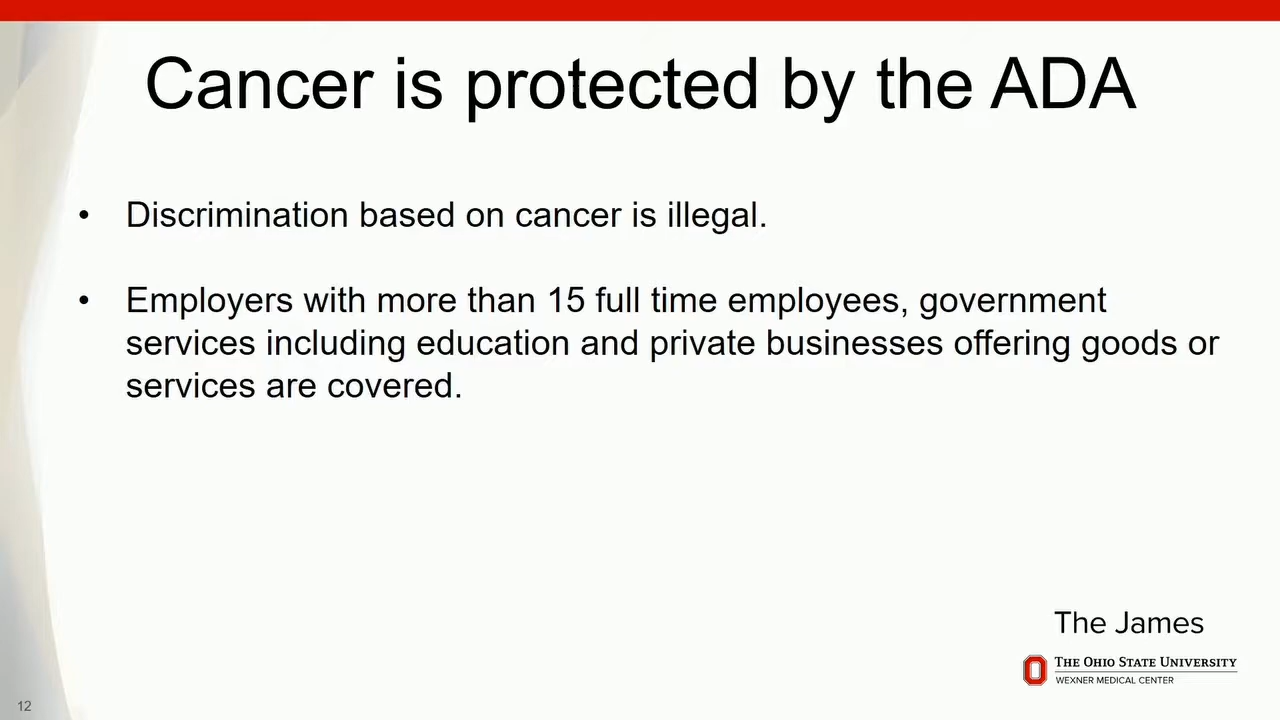 Cancer is protected by the ADA
• Discrimination based on cancer is illegal.
• Employers with more than 15 full time employees, government
services including education and private businesses offering goods or
services are covered.
The James
THE OHIO STATE UNIVERSITY
WEXNER MEDICAL CENTER
12